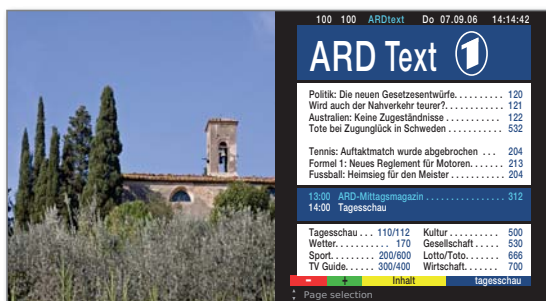 100 100 ARDtext Do 07.09.06 14:14:42
ARD Text 1
Politik: Die neuen Gesetzesentwürfe.......... 120
Wird auch der Nahverkehr teurer?............ 121
Australien: Keine Zugeständnisse ............ 122
Tote bei Zugunglück in Schweden ........... 532
Tennis: Auftaktmatch wurde abgebrochen ... 204
Formel 1: Neues Reglement für Motoren....... 213
Fussball: Heimsieg für den Meister ........... 204
13:00 ARD-Mittagsmagazin .................. 312
14:00 Tagesschau
Tagesschau ... 110/112 Kultur ........... 500
Wetter........... 170 Gesellschaft ..... 530
Sport......... 200/600 Lotto/Toto....... 666
TV Guide..... 300/400 Wirtschaft....... 700
- + Inhalt tagesschau
Page selection